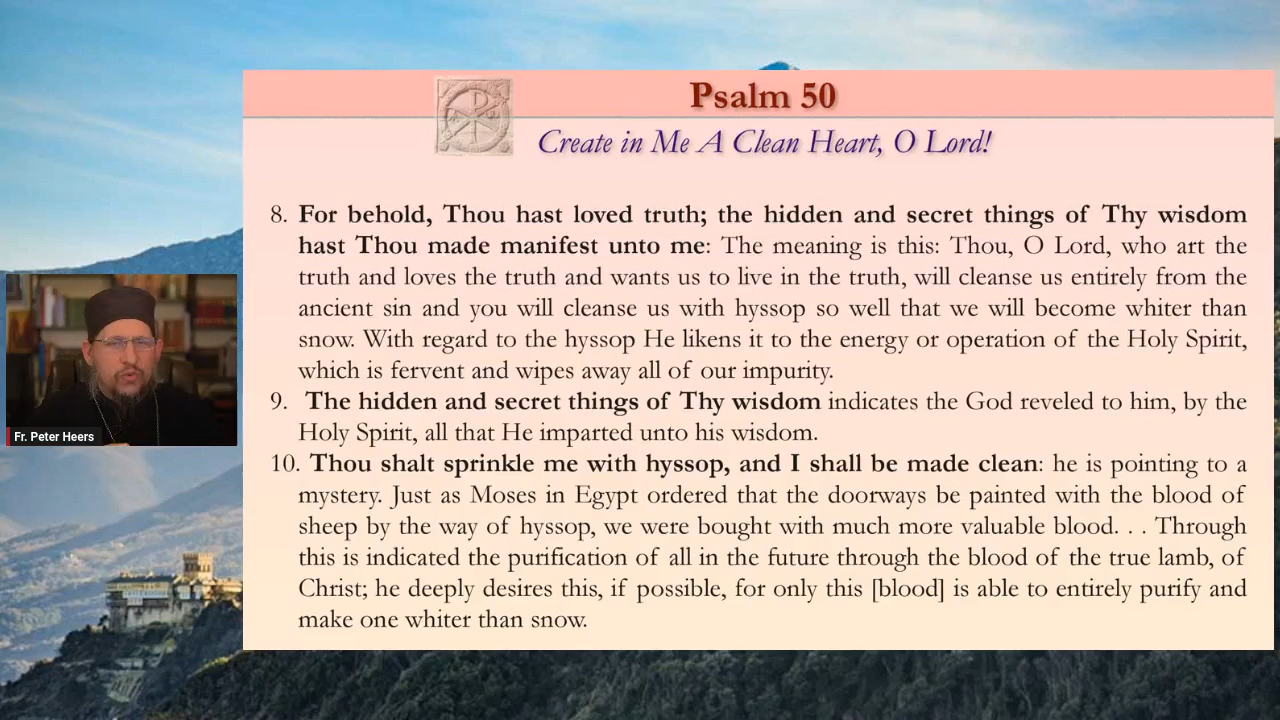 Psalm 50
Create in Me A Clean Heart, O Lord!
8. For behold, Thou hast loved truth; the hidden and secret things of Thy wisdom
hast Thou made manifest unto me: The meaning is this: Thou, O Lord, who art the
truth and loves the truth and wants us to live in the truth, will cleanse us entirely from the
ancient sin and you will cleanse us with hyssop so well that we will become whiter than
snow. With regard to the hyssop He likens it to the energy or operation of the Holy Spirit,
which is fervent and wipes away all of our impurity.
9. The hidden and secret things of Thy wisdom indicates the God reveled to him, by the
Holy Spirit, all that He imparted unto his wisdom.
10. Thou shalt sprinkle me with hyssop, and I shall be made clean: he is pointing to a
mystery. Just as Moses in Egypt ordered that the doorways be painted with the blood of
sheep by the way of hyssop, we were bought with much more valuable blood. . . Through
this is indicated the purification of all in the future through the blood of the true lamb, of
Christ; he deeply desires this, if possible, for only this [blood] is able to entirely purify and
make one whiter than snow.
Fr. Peter Heers